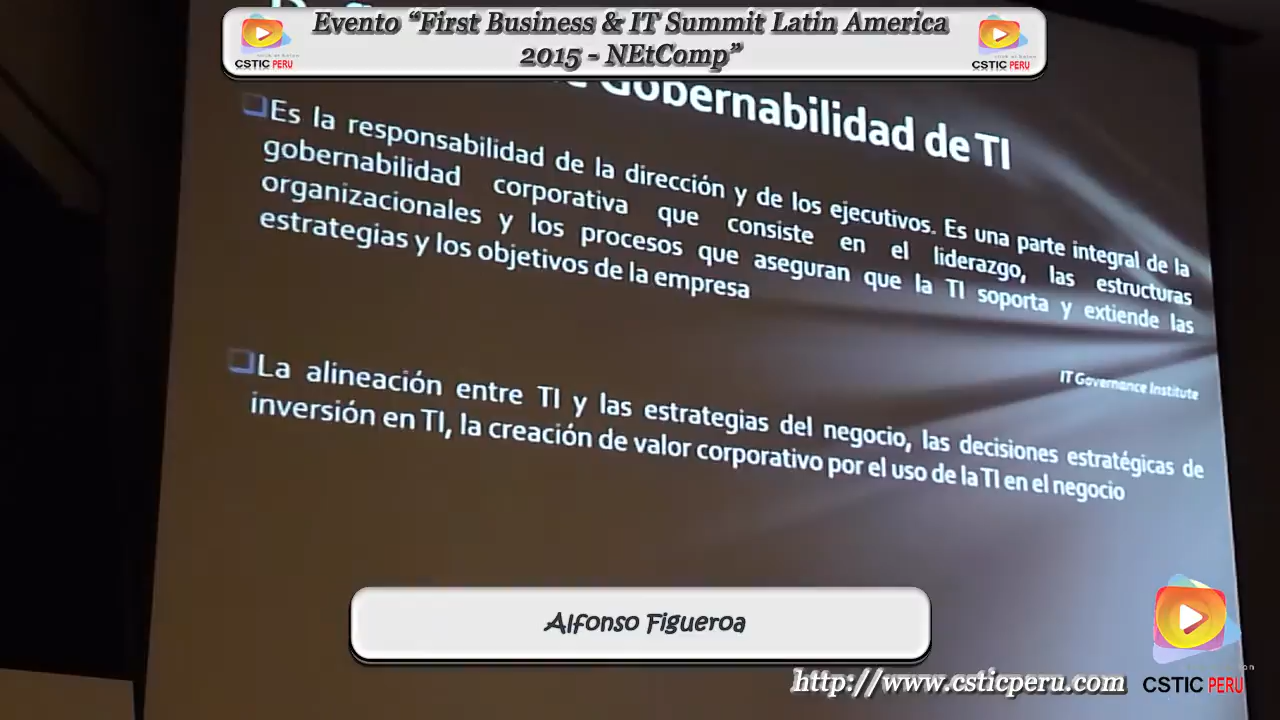 Evento “First Business & IT Summit Latin America
2015 - NEtComp”
CSTIC PERU
CSTIC PERU
Gobernabilidad de TI
Es la responsabilidad de la dirección y de los ejecutivos. Es una parte integral de la
gobernabilidad corporativa que consiste en el liderazgo, las estructuras
organizacionales y los procesos que aseguran que la TI soporta y extiende las
estrategias y los objetivos de la empresa
IT Governance Institute
La alineación entre TI y las estrategias del negocio, las decisiones estratégicas de
inversión en TI, la creación de valor corporativo por el uso de la TI en el negocio
Alfonso Figueroa
http://www.csticperu.com
CSTIC PERU